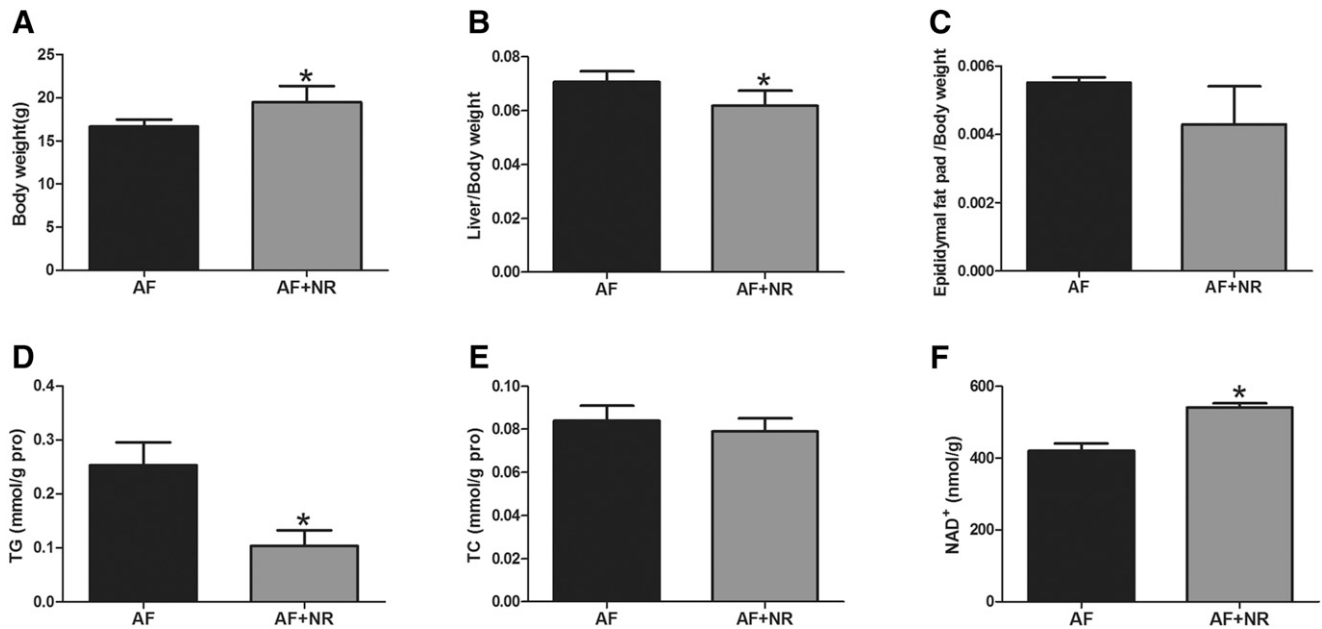 A
Body weight(g)
25
20
15
10
5
0
*
AF
AF+NR
B
Liver/Body weight
0.08
0.06
0.04
0.02
0.00
*
AF
AF+NR
C
Epididymal fat pad /Body weight
0.006
0.004
0.002
0.000
AF
AF+NR
D
TG (mmol/g pro)
0.4
0.3
0.2
0.1
0.0
*
AF
AF+NR
E
TC (mmol/g pro)
0.10
0.08
0.06
0.04
0.02
0.00
AF
AF+NR
F
NAD⁺ (nmol/g)
600
400
200
0
*
AF
AF+NR